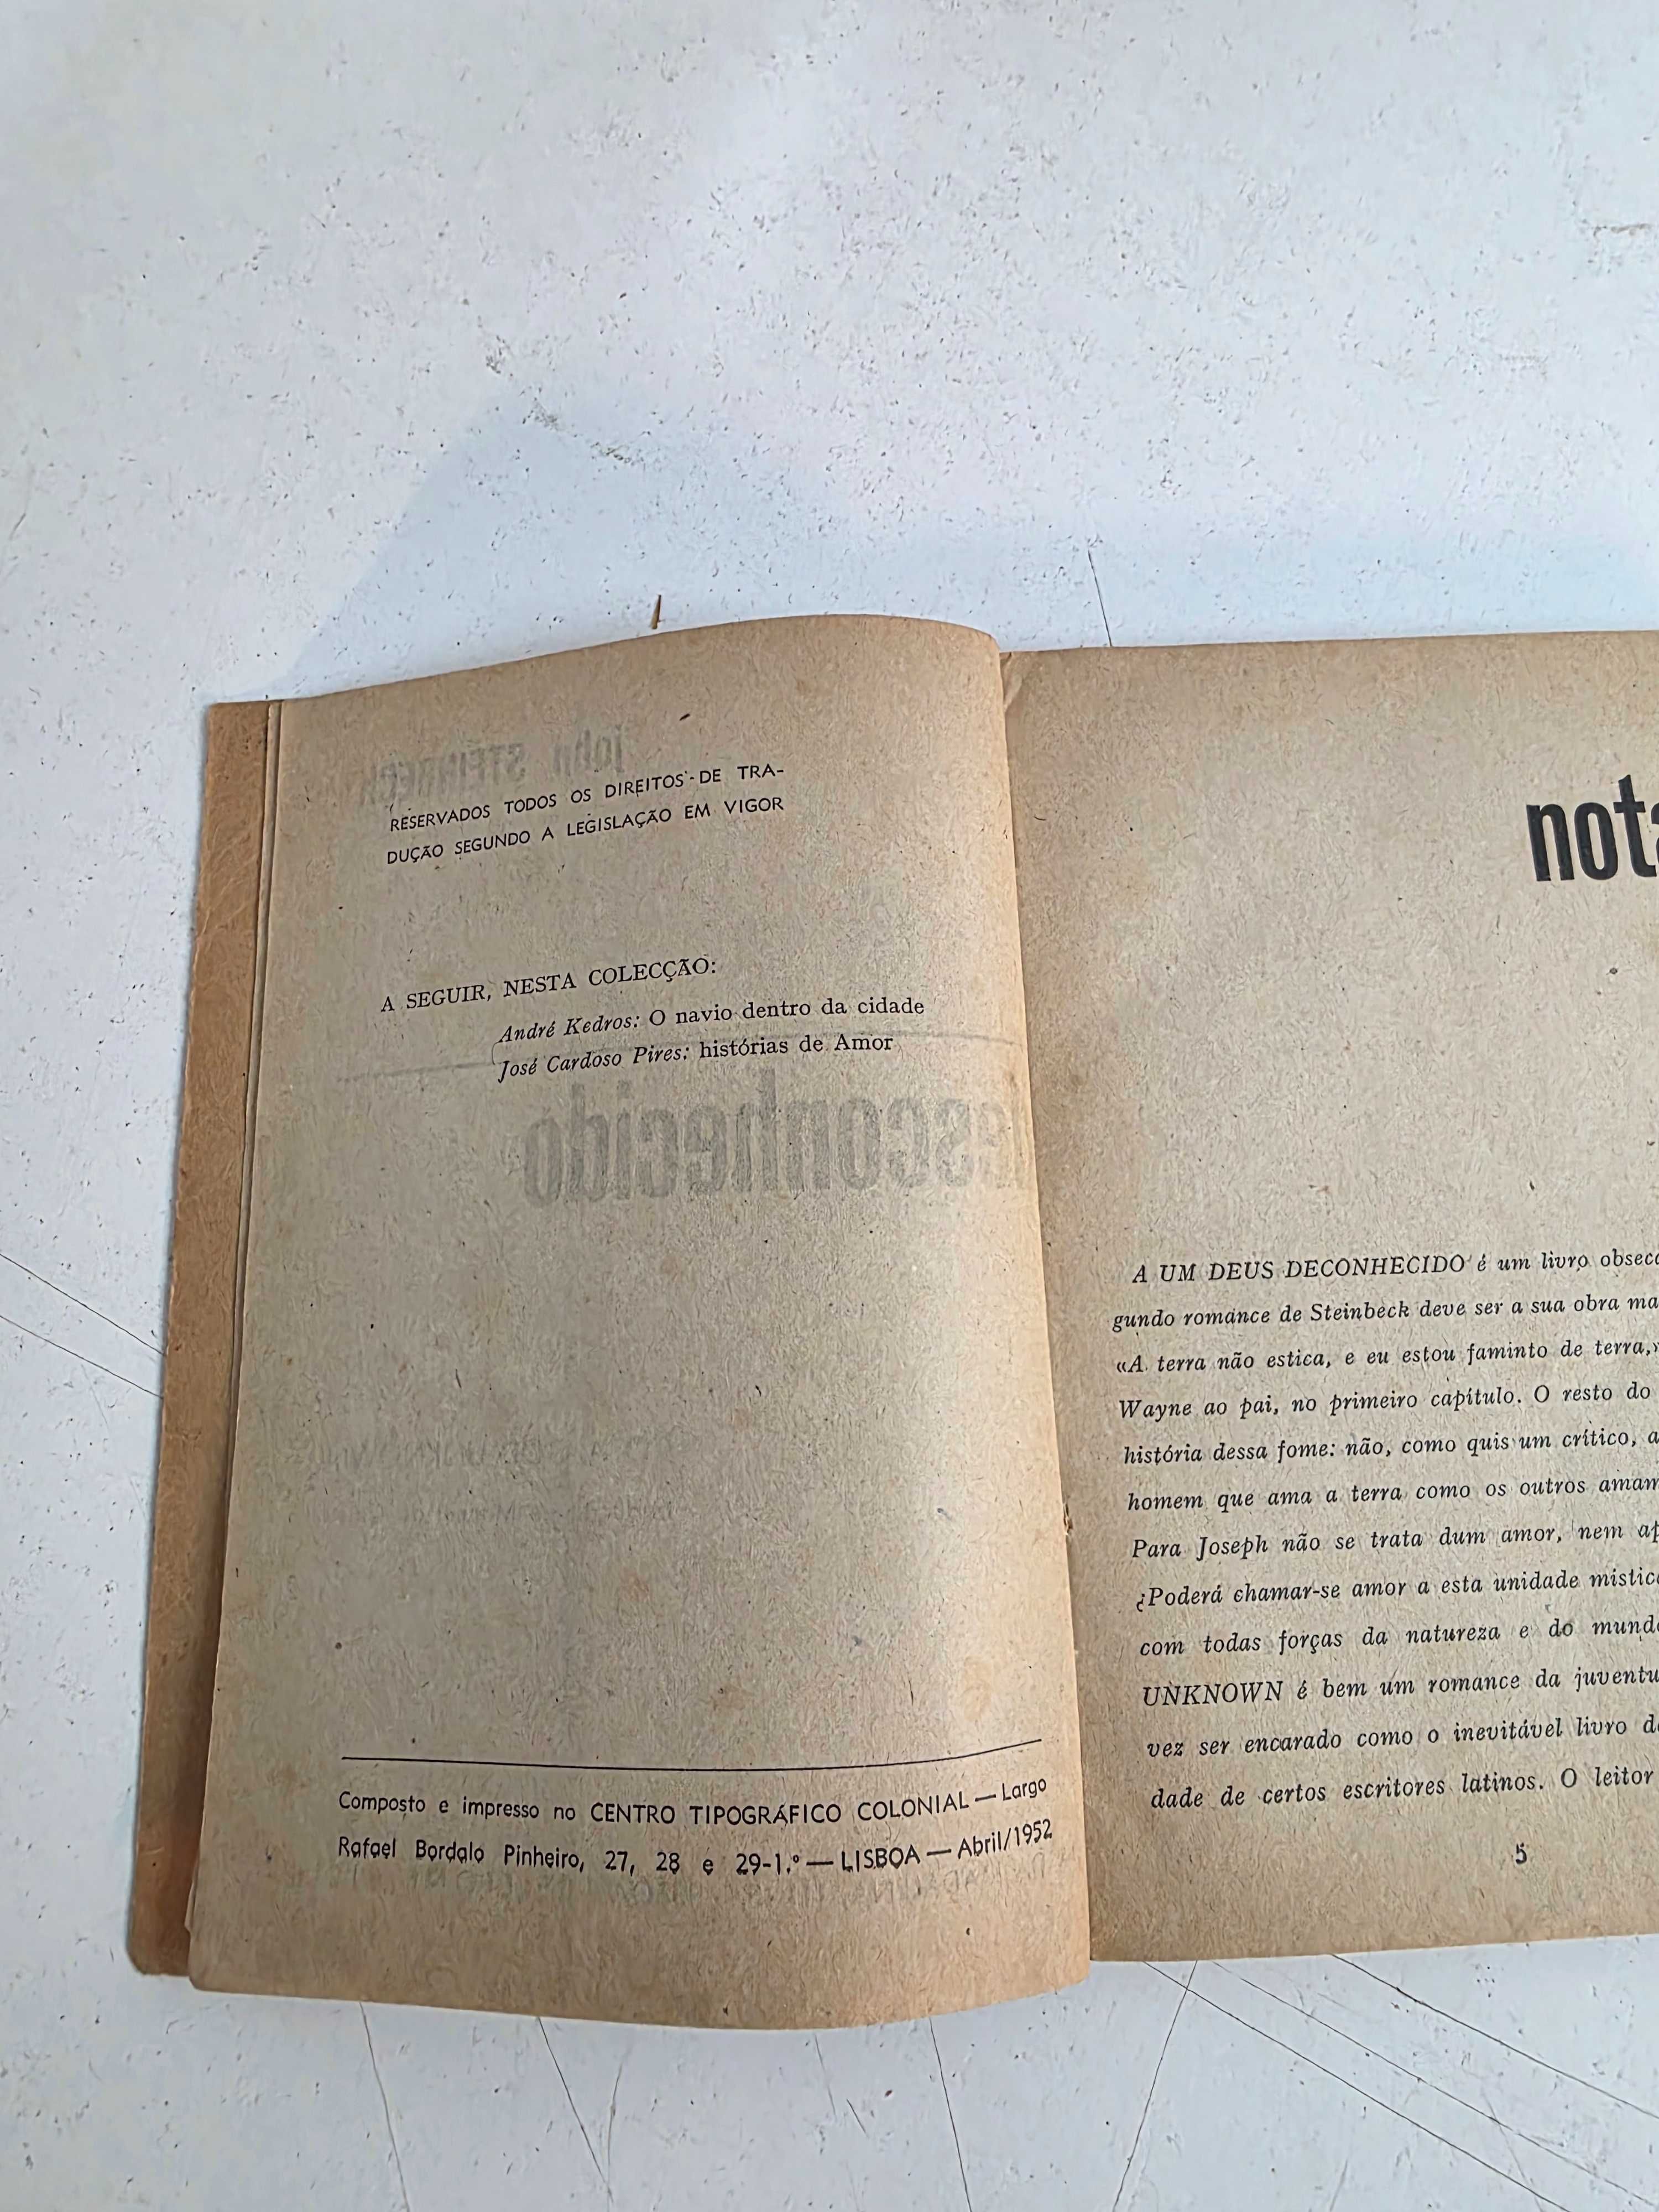 RESERVADOS TODOS OS DIREITOS DE TRA-
DUÇÃO SEGUNDO A LEGISLAÇÃO EM VIGOR
A SEGUIR, NESTA COLECÇÃO:
André Kedros: O navio dentro da cidade
José Cardoso Pires: histórias de Amor
Composto e impresso no CENTRO TIPOGRÁFICO COLONIAL — Largo
Rafael Bordalo Pinheiro, 27, 28 e 29-1.º — LISBOA — Abril/1952
A UM DEUS DECONHECIDO é um livro
gundo romance de Steinbeck deve ser a sua obra
«A terra não estica, e eu estou faminto de terra,»
Wayne ao pai, no primeiro capítulo. O resto do
história dessa fome: não, como quis um crítico, a
homem que ama a terra como os outros amam
Para Joseph não se trata dum amor, nem
¿Poderá chamar-se amor a esta unidade
com todas forças da natureza e do
UNKNOWN é bem um romance da
vez ser encarado como o inevitável livro
dade de certos escritores latinos. O leitor
5